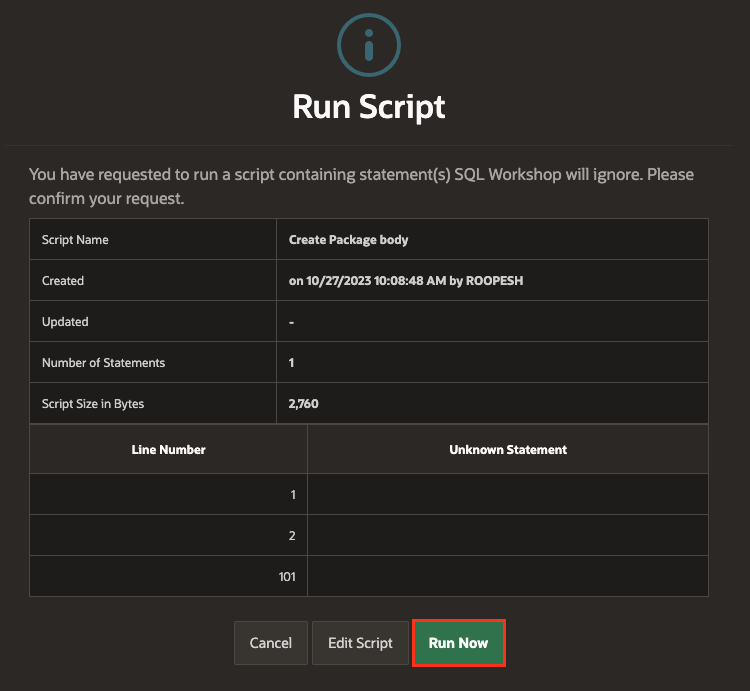 Run Script
You have requested to run a script containing statement(s) SQL Workshop will ignore. Please
confirm your request.
Script Name Create Package body
Created on 10/27/2023 10:08:48 AM by ROOPESH
Updated -
Number of Statements 1
Script Size in Bytes 2,760
Line Number Unknown Statement
1
2
101
Cancel Edit Script Run Now